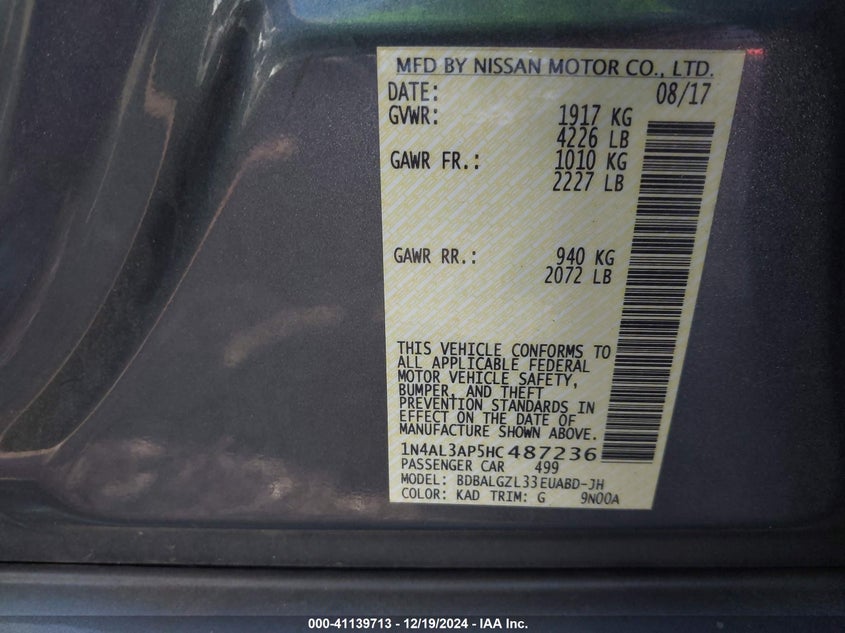 MFD BY NISSAN MOTOR CO., LTD.
DATE: 08/17
GVWR: 1917 KG
4226 LB
GAWR FR.: 1010 KG
2227 LB
GAWR RR.: 940 KG
2072 LB
THIS VEHICLE CONFORMS TO
ALL APPLICABLE FEDERAL
MOTOR VEHICLE SAFETY,
BUMPER, AND THEFT
PREVENTION STANDARDS IN
EFFECT ON THE DATE OF
MANUFACTURE SHOWN ABOVE.
1N4AL3AP5HC487236
PASSENGER CAR 499
MODEL: BDBALGZL33EUABD-JH
COLOR: KAD TRIM: G 9N00A
000-41139713 - 12/19/2024 - IAA Inc.